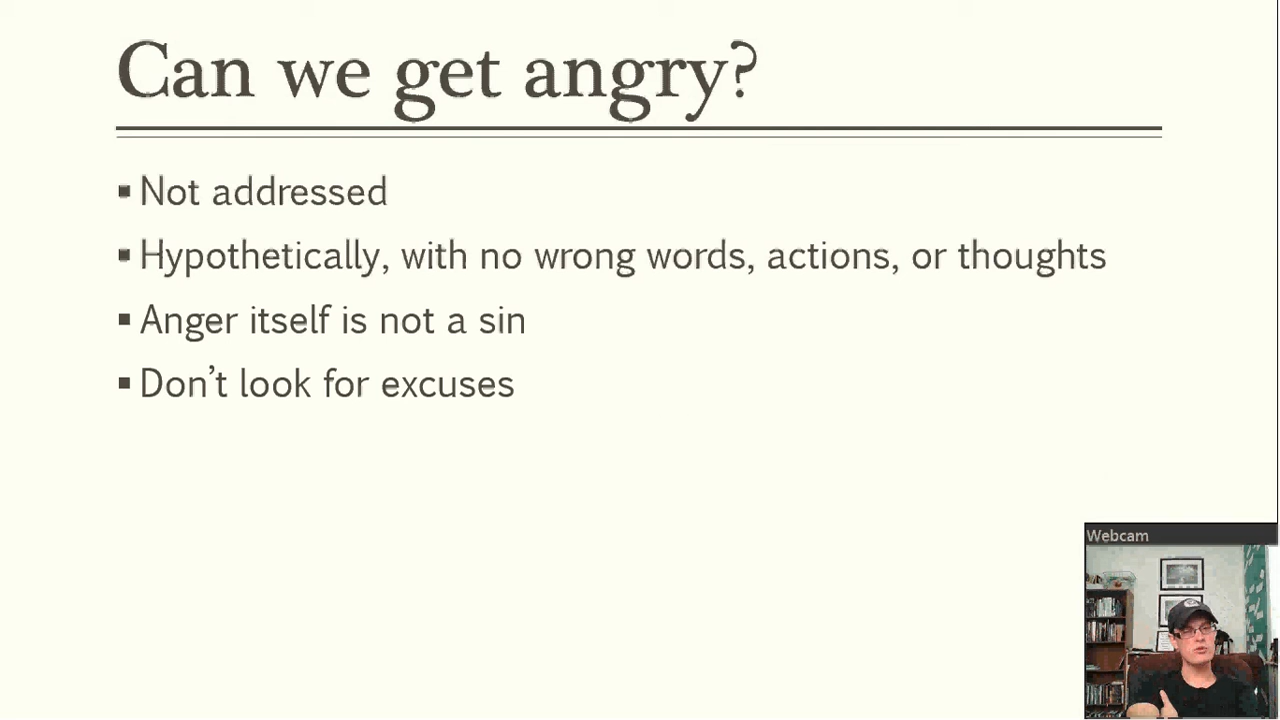 Can we get angry?
Not addressed
Hypothetically, with no wrong words, actions, or thoughts
Anger itself is not a sin
Don’t look for excuses
Webcam